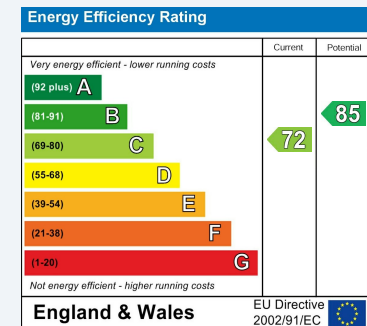 Energy Efficiency Rating
Current Potential
Very energy efficient - lower running costs
(92 plus) A
(81-91) B
85
(69-80) C
72
(55-68) D
(39-54) E
(21-38) F
(1-20) G
Not energy efficient - higher running costs
England & Wales
EU Directive
2002/91/EC